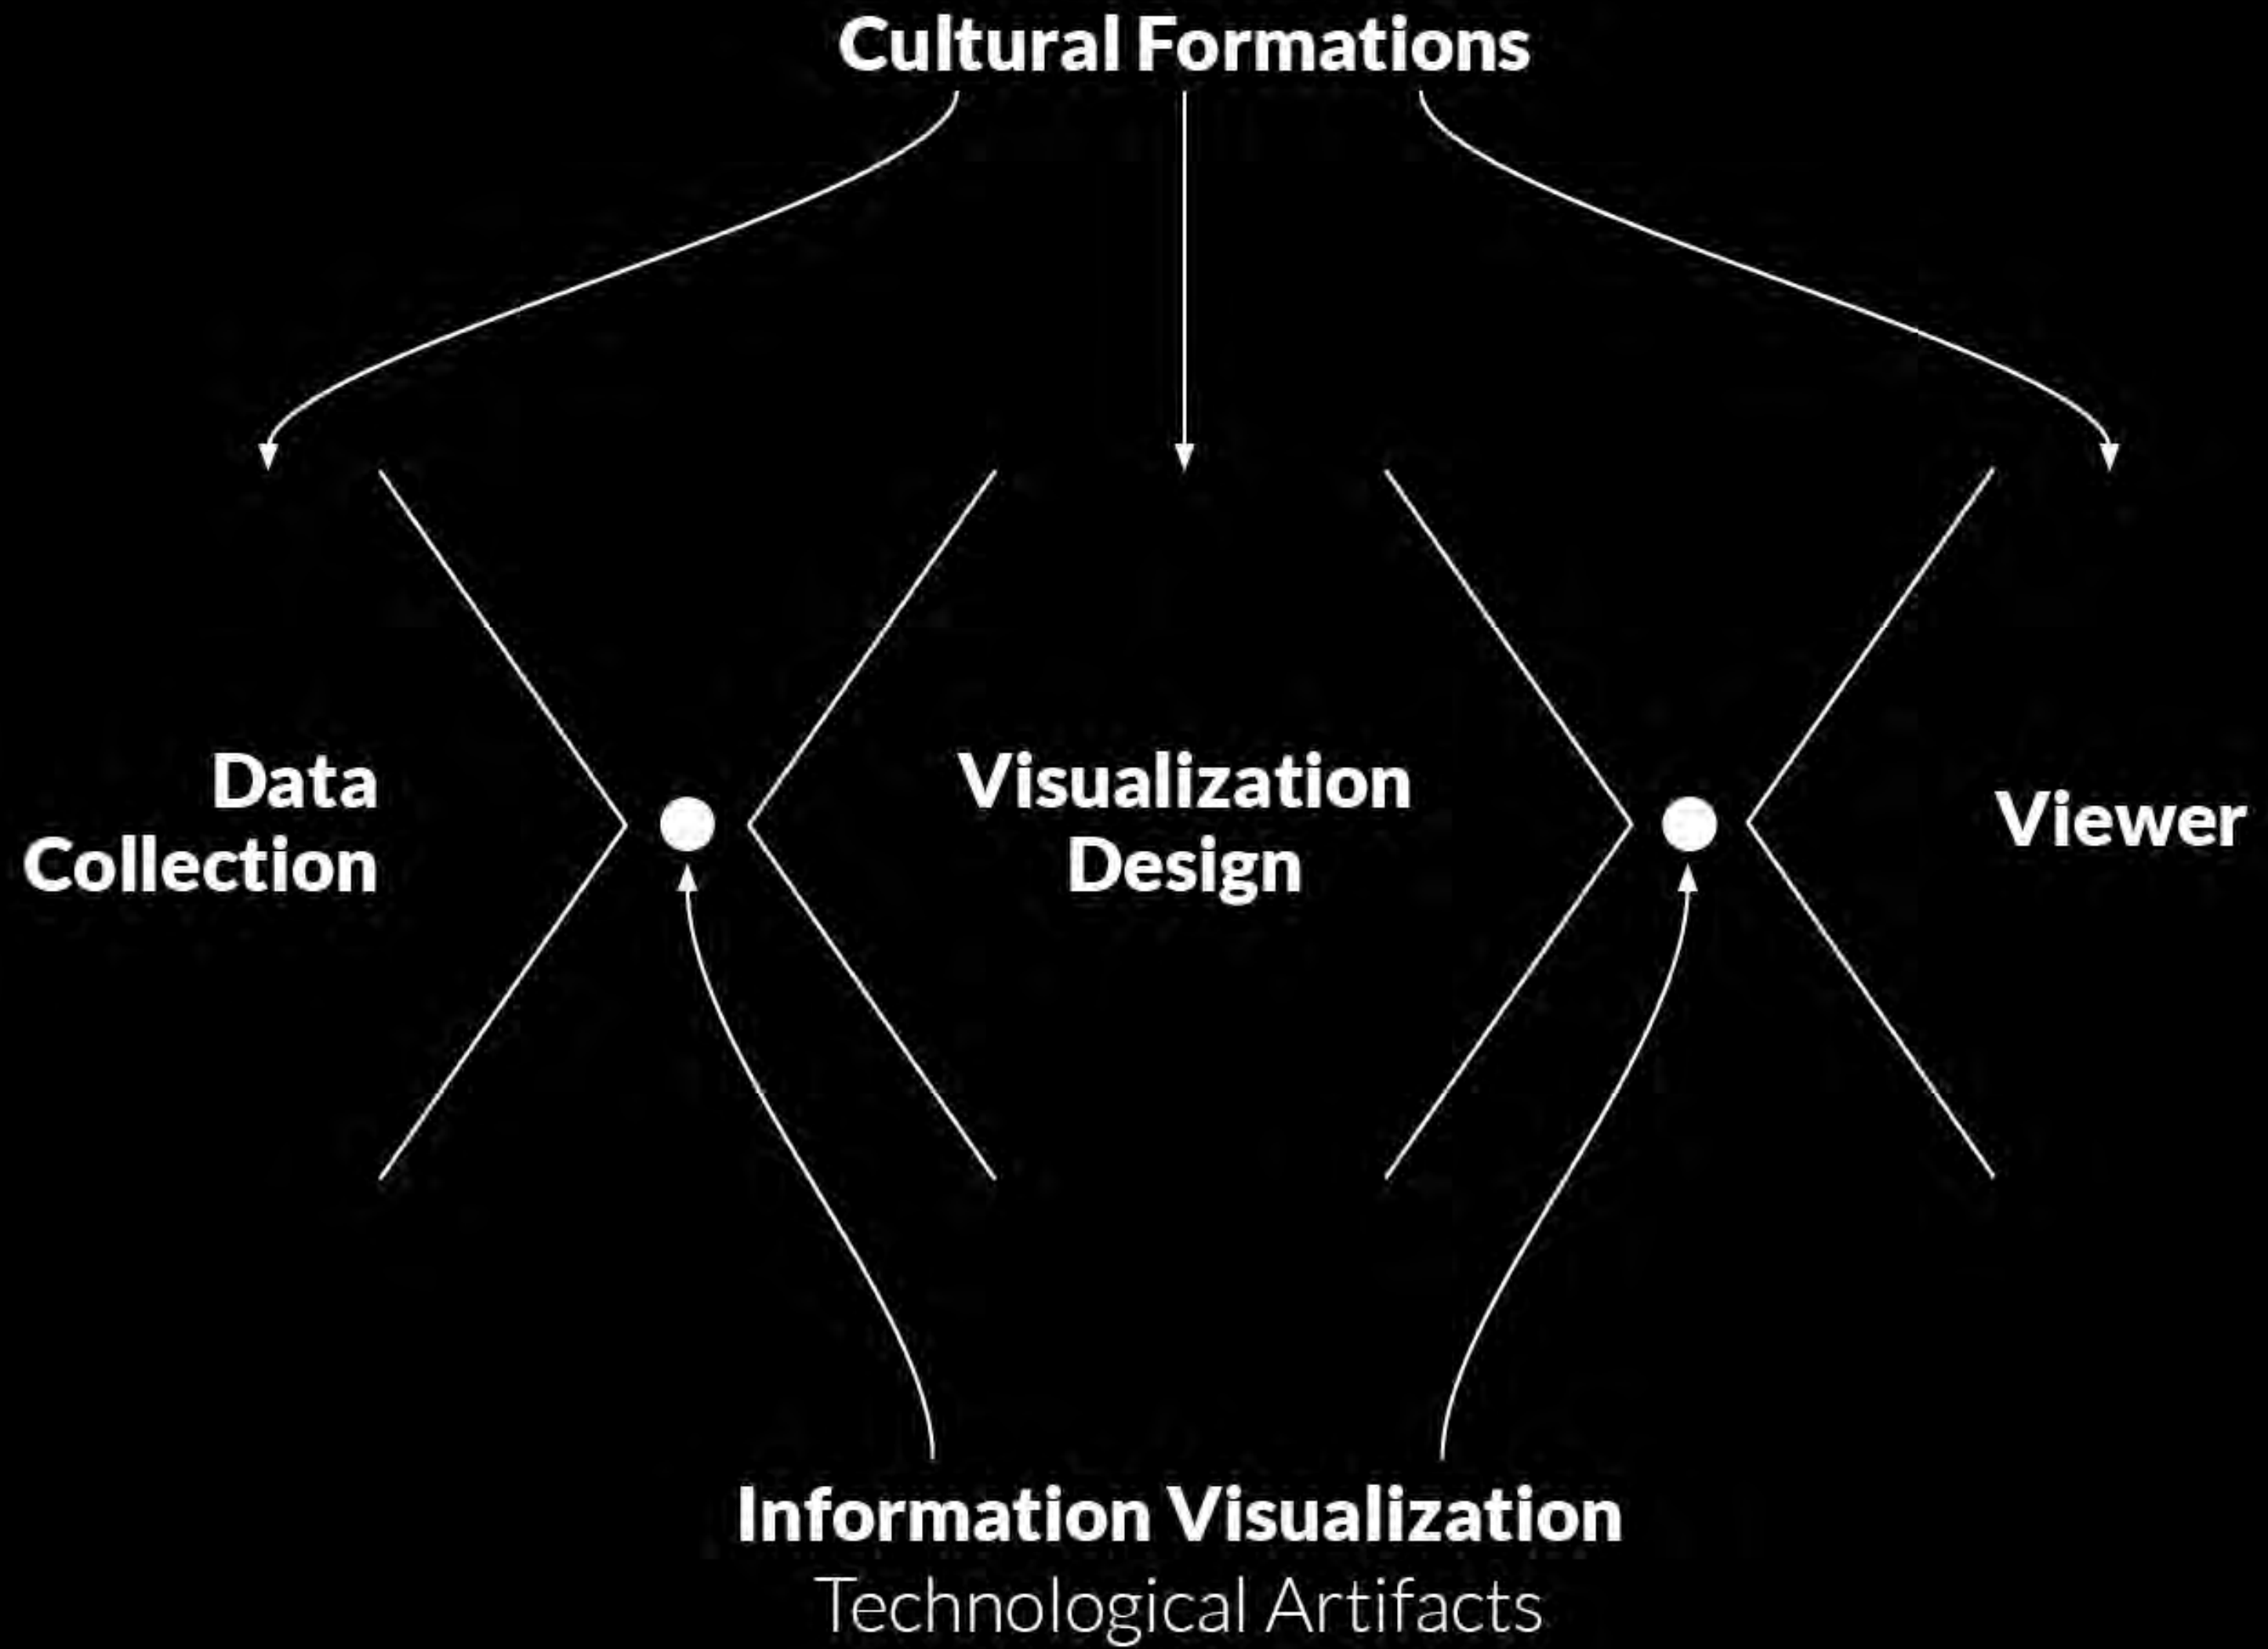 Cultural Formations
Data
Collection
Visualization
Design
Viewer
Information Visualization
Technological Artifacts